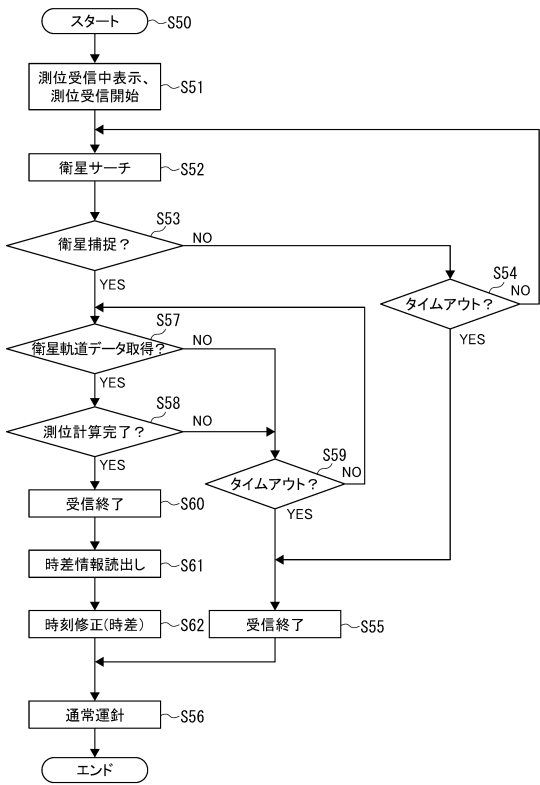 スタート
S50
測位受信中表示、
測位受信開始
S51
衛星サーチ
S52
衛星捕捉？
S53
NO
YES
タイムアウト？
S54
NO
YES
衛星軌道データ取得？
S57
NO
YES
測位計算完了？
S58
NO
YES
タイムアウト？
S59
NO
YES
受信終了
S60
時差情報読出し
S61
時刻修正(時差)
S62
受信終了
S55
通常運針
S56
エンド